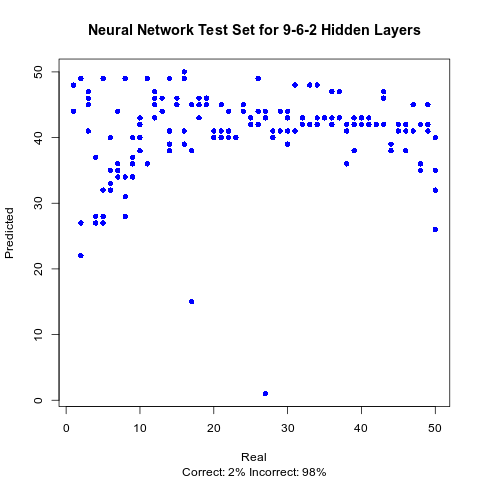 Neural Network Test Set for 9-6-2 Hidden Layers
Predicted
50
40
30
20
10
0
0 10 20 30 40 50
Real
Correct: 2% Incorrect: 98%